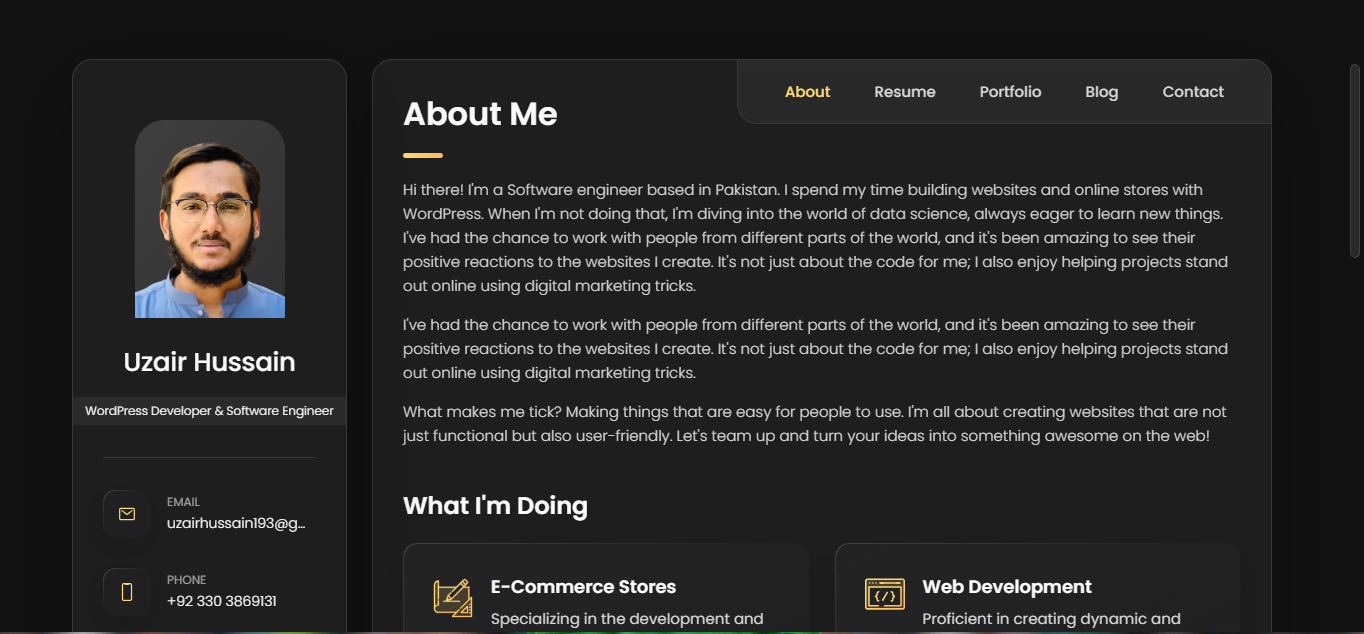 About
Resume
Portfolio
Blog
Contact
About Me
Hi there! I'm a Software engineer based in Pakistan. I spend my time building websites and online stores with
WordPress. When I'm not doing that, I'm diving into the world of data science, always eager to learn new things.
I've had the chance to work with people from different parts of the world, and it's been amazing to see their
positive reactions to the websites I create. It's not just about the code for me; I also enjoy helping projects stand
out online using digital marketing tricks.
I've had the chance to work with people from different parts of the world, and it's been amazing to see their
positive reactions to the websites I create. It's not just about the code for me; I also enjoy helping projects stand
out online using digital marketing tricks.
What makes me tick? Making things that are easy for people to use. I'm all about creating websites that are not
just functional but also user-friendly. Let's team up and turn your ideas into something awesome on the web!
What I'm Doing
E-Commerce Stores
Specializing in the development and
Web Development
Proficient in creating dynamic and
Uzair Hussain
WordPress Developer & Software Engineer
EMAIL
uzairhussain193@g...
PHONE
+92 330 3869131